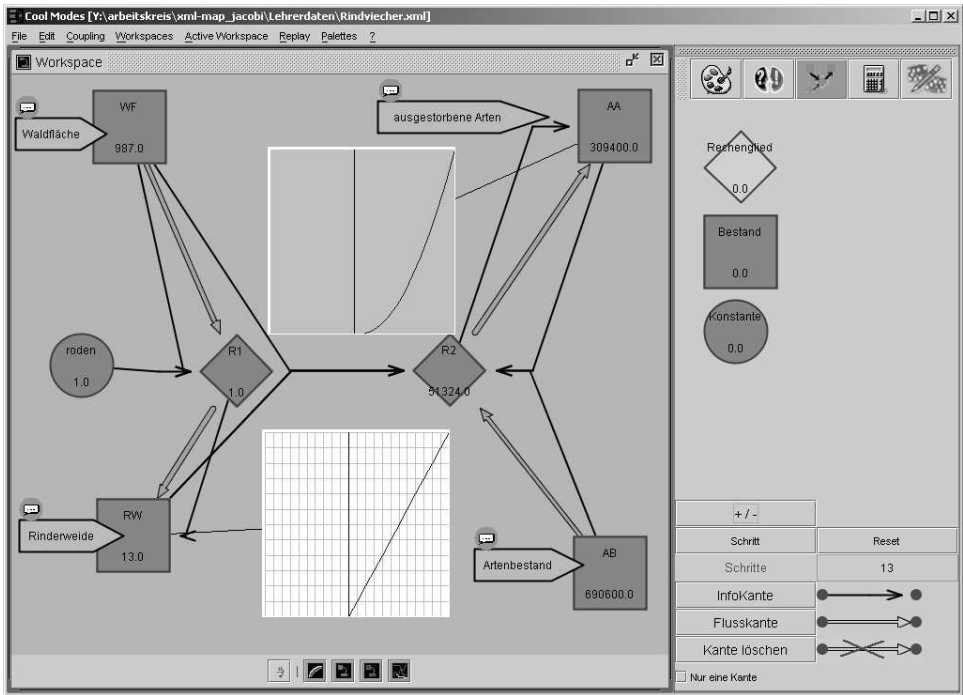 Cool Modes [Y:\arbeitskreis\xml-map_jacobi\Lehrerdaten\Rindviecher.xml]
File Edit Coupling Workspaces Active Workspace Replay Palettes ?
Workspace
WF
987.0
Waldfläche
ausgestorbene Arten
AA
309400.0
roden
1.0
R1
1.0
R2
51324.0
RW
13.0
Rinderweide
Artenbestand
AB
690600.0
Rechenglied
0.0
Bestand
0.0
Konstante
0.0
+ / -
Schritt Reset
Schritte 13
InfoKante
Flusskante
Kante löschen
Nur eine Kante